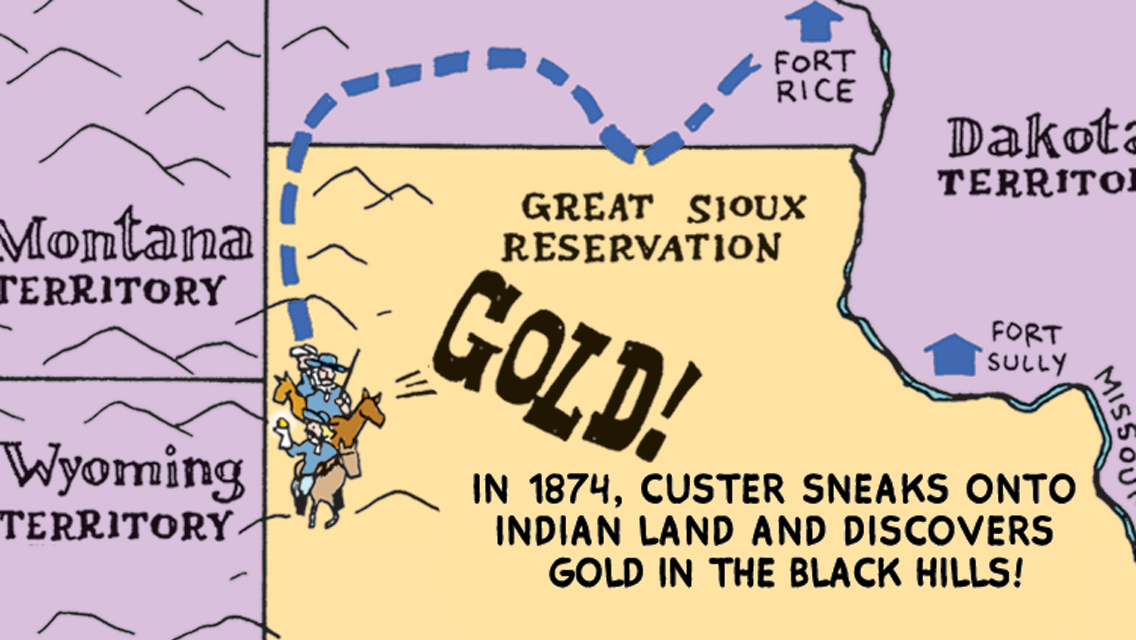 FORT
RICE
Dakota
TERRITO
GREAT SIOUX
RESERVATION
Montana
TERRITORY
GOLD!
FORT
SULLY
MISSOURI
Wyoming
TERRITORY
IN 1874, CUSTER SNEAKS ONTO
INDIAN LAND AND DISCOVERS
GOLD IN THE BLACK HILLS!